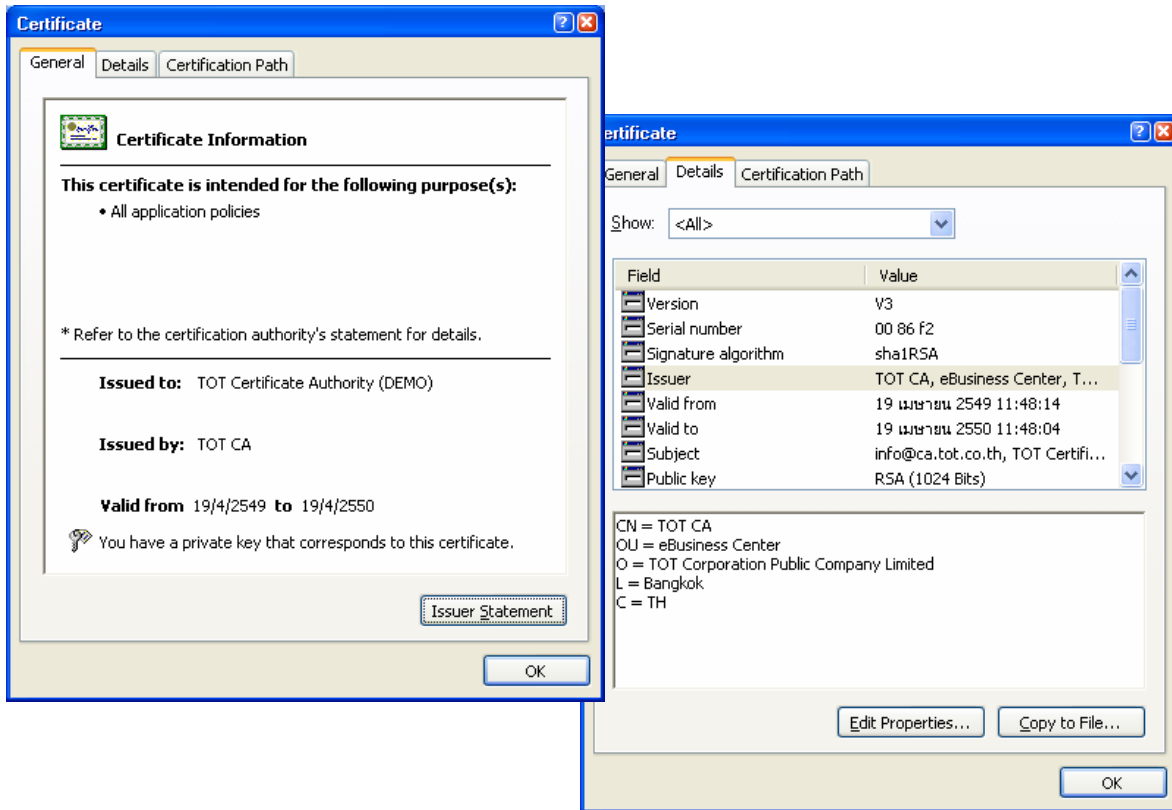 Certificate
General Details Certification Path
Certificate Information
This certificate is intended for the following purpose(s):
• All application policies
* Refer to the certification authority's statement for details.
Issued to: TOT Certificate Authority (DEMO)
Issued by: TOT CA
Valid from 19/4/2549 to 19/4/2550
You have a private key that corresponds to this certificate.
Issuer Statement
OK
ertificate
General Details Certification Path
Show: <All>
Field Value
Version V3
Serial number 00 86 f2
Signature algorithm sha1RSA
Issuer TOT CA, eBusiness Center, T...
Valid from 19 เมษายน 2549 11:48:14
Valid to 19 เมษายน 2550 11:48:04
Subject info@ca.tot.co.th, TOT Certifi...
Public key RSA (1024 Bits)
CN = TOT CA
OU = eBusiness Center
O = TOT Corporation Public Company Limited
L = Bangkok
C = TH
Edit Properties... Copy to File...
OK